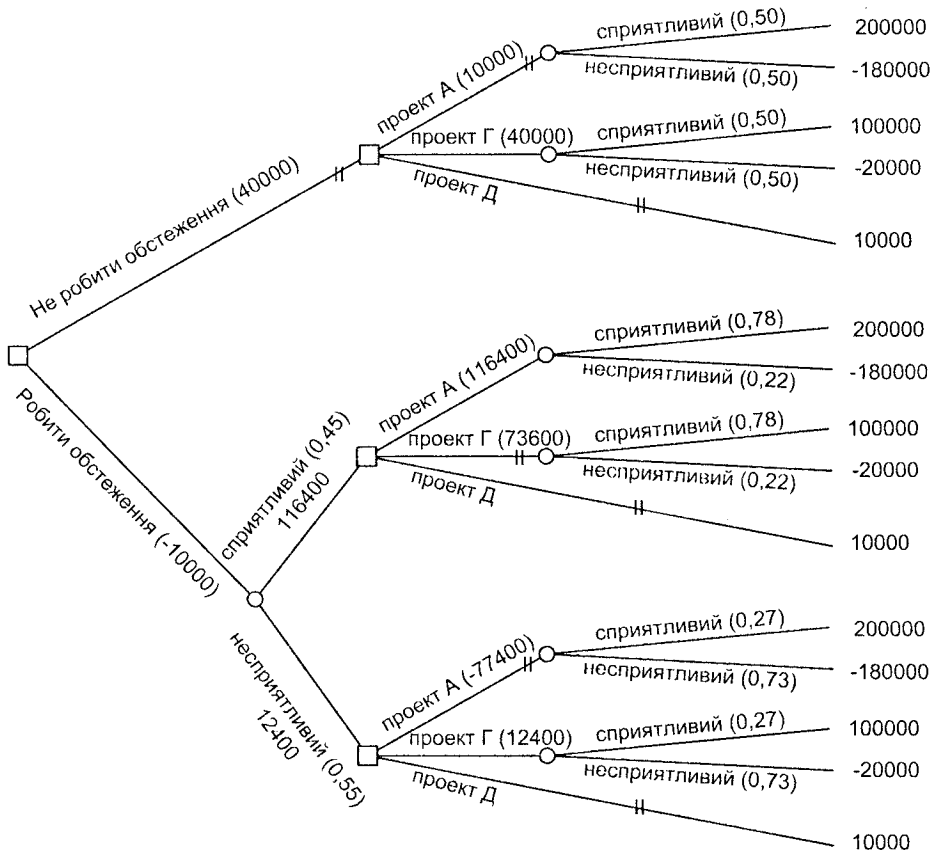 сприятливий (0,50)
200000
проект А (10000)
несприятливий (0,50)
-180000
проект Г (40000)
сприятливий (0,50)
100000
несприятливий (0,50)
-20000
проект Д
10000
Не робити обстеження (40000)
сприятливий (0,78)
200000
проект А (116400)
несприятливий (0,22)
-180000
проект Г (73600)
сприятливий (0,78)
100000
несприятливий (0,22)
-20000
проект Д
10000
Робити обстеження (-10000)
сприятливий (0,45)
116400
несприятливий (0,55)
12400
сприятливий (0,27)
200000
проект А (-77400)
несприятливий (0,73)
-180000
проект Г (12400)
сприятливий (0,27)
100000
несприятливий (0,73)
-20000
проект Д
10000